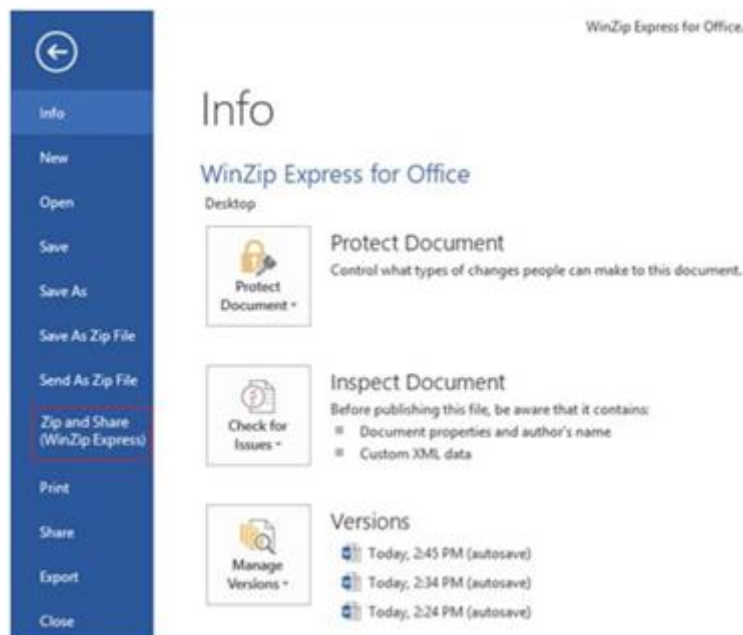 WinZip Express for Office.
Info
New
Open
Save
Save As
Save As Zip File
Send As Zip File
Zip and Share
(WinZip Express)
Print
Share
Export
Close
Info
WinZip Express for Office
Desktop
Protect
Document
Protect Document
Control what types of changes people can make to this document.
Check for
Issues
Inspect Document
Before publishing this file, be aware that it contains:
Document properties and author's name
Custom XML data
Manage
Versions
Versions
Today, 2:45 PM (autosave)
Today, 2:34 PM (autosave)
Today, 2:24 PM (autosave)